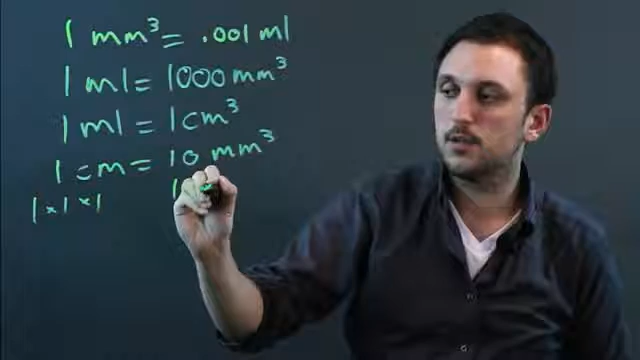 1 mm³ = .001 ml
1 ml = 1000 mm³
1 ml = 1 cm³
1 cm = 10 mm³
1 × 1 × 1
1